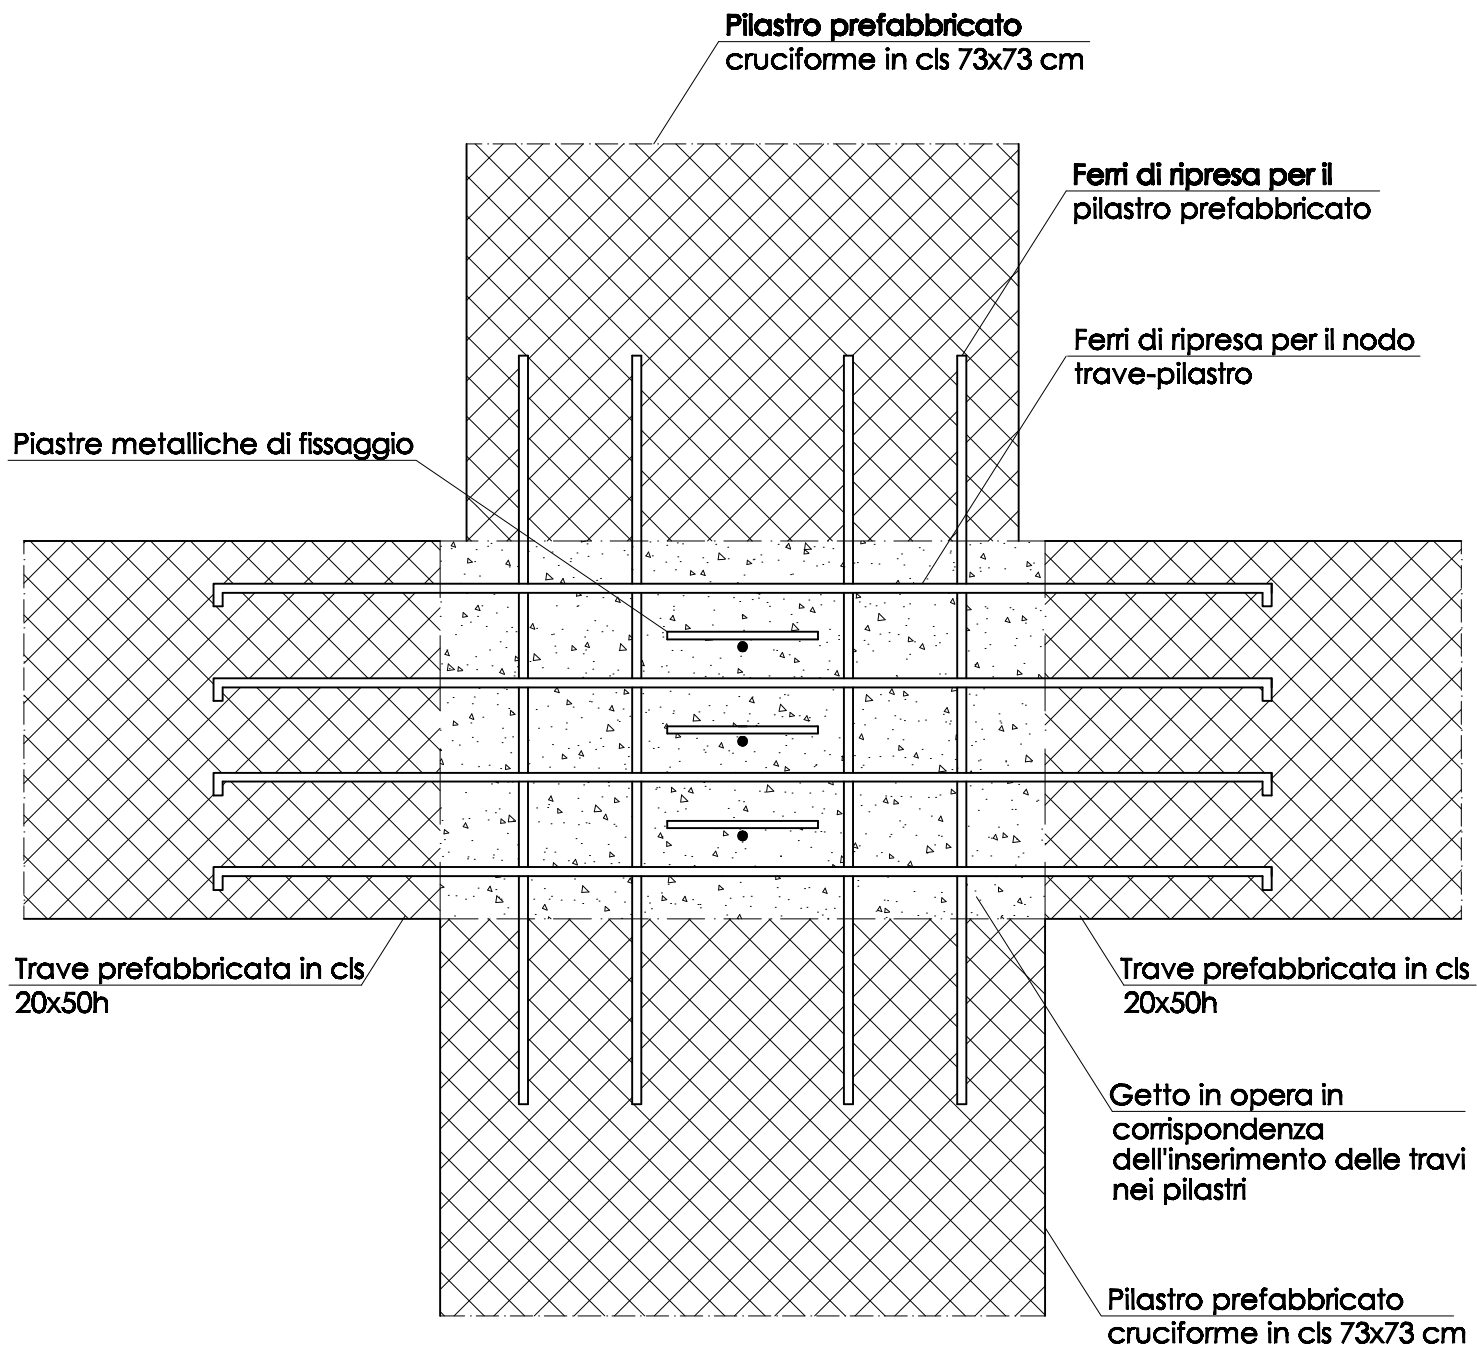 Pilastro prefabbricato
cruciforme in cls 73x73 cm
Ferri di ripresa per il
pilastro prefabbricato
Ferri di ripresa per il nodo
trave-pilastro
Piastre metalliche di fissaggio
Trave prefabbricata in cls
20x50h
Trave prefabbricata in cls
20x50h
Getto in opera in
corrispondenza
dell'inserimento delle travi
nei pilastri
Pilastro prefabbricato
cruciforme in cls 73x73 cm